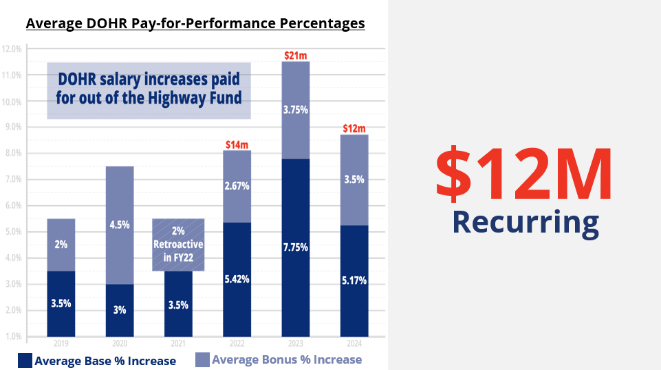 Average DOHR Pay-for-Performance Percentages
12.0%
11.0%
10.0%
9.0%
8.0%
7.0%
6.0%
5.0%
4.0%
3.0%
2.0%
1.0%
DOHR salary increases paid
for out of the Highway Fund
2%
3.5%
4.5%
3%
2%
Retroactive
in FY22
3.5%
$14m
2.67%
5.42%
$21m
3.75%
7.75%
$12m
3.5%
5.17%
2019
2020
2021
2022
2023
2024
Average Base % Increase
Average Bonus % Increase
$12M
Recurring